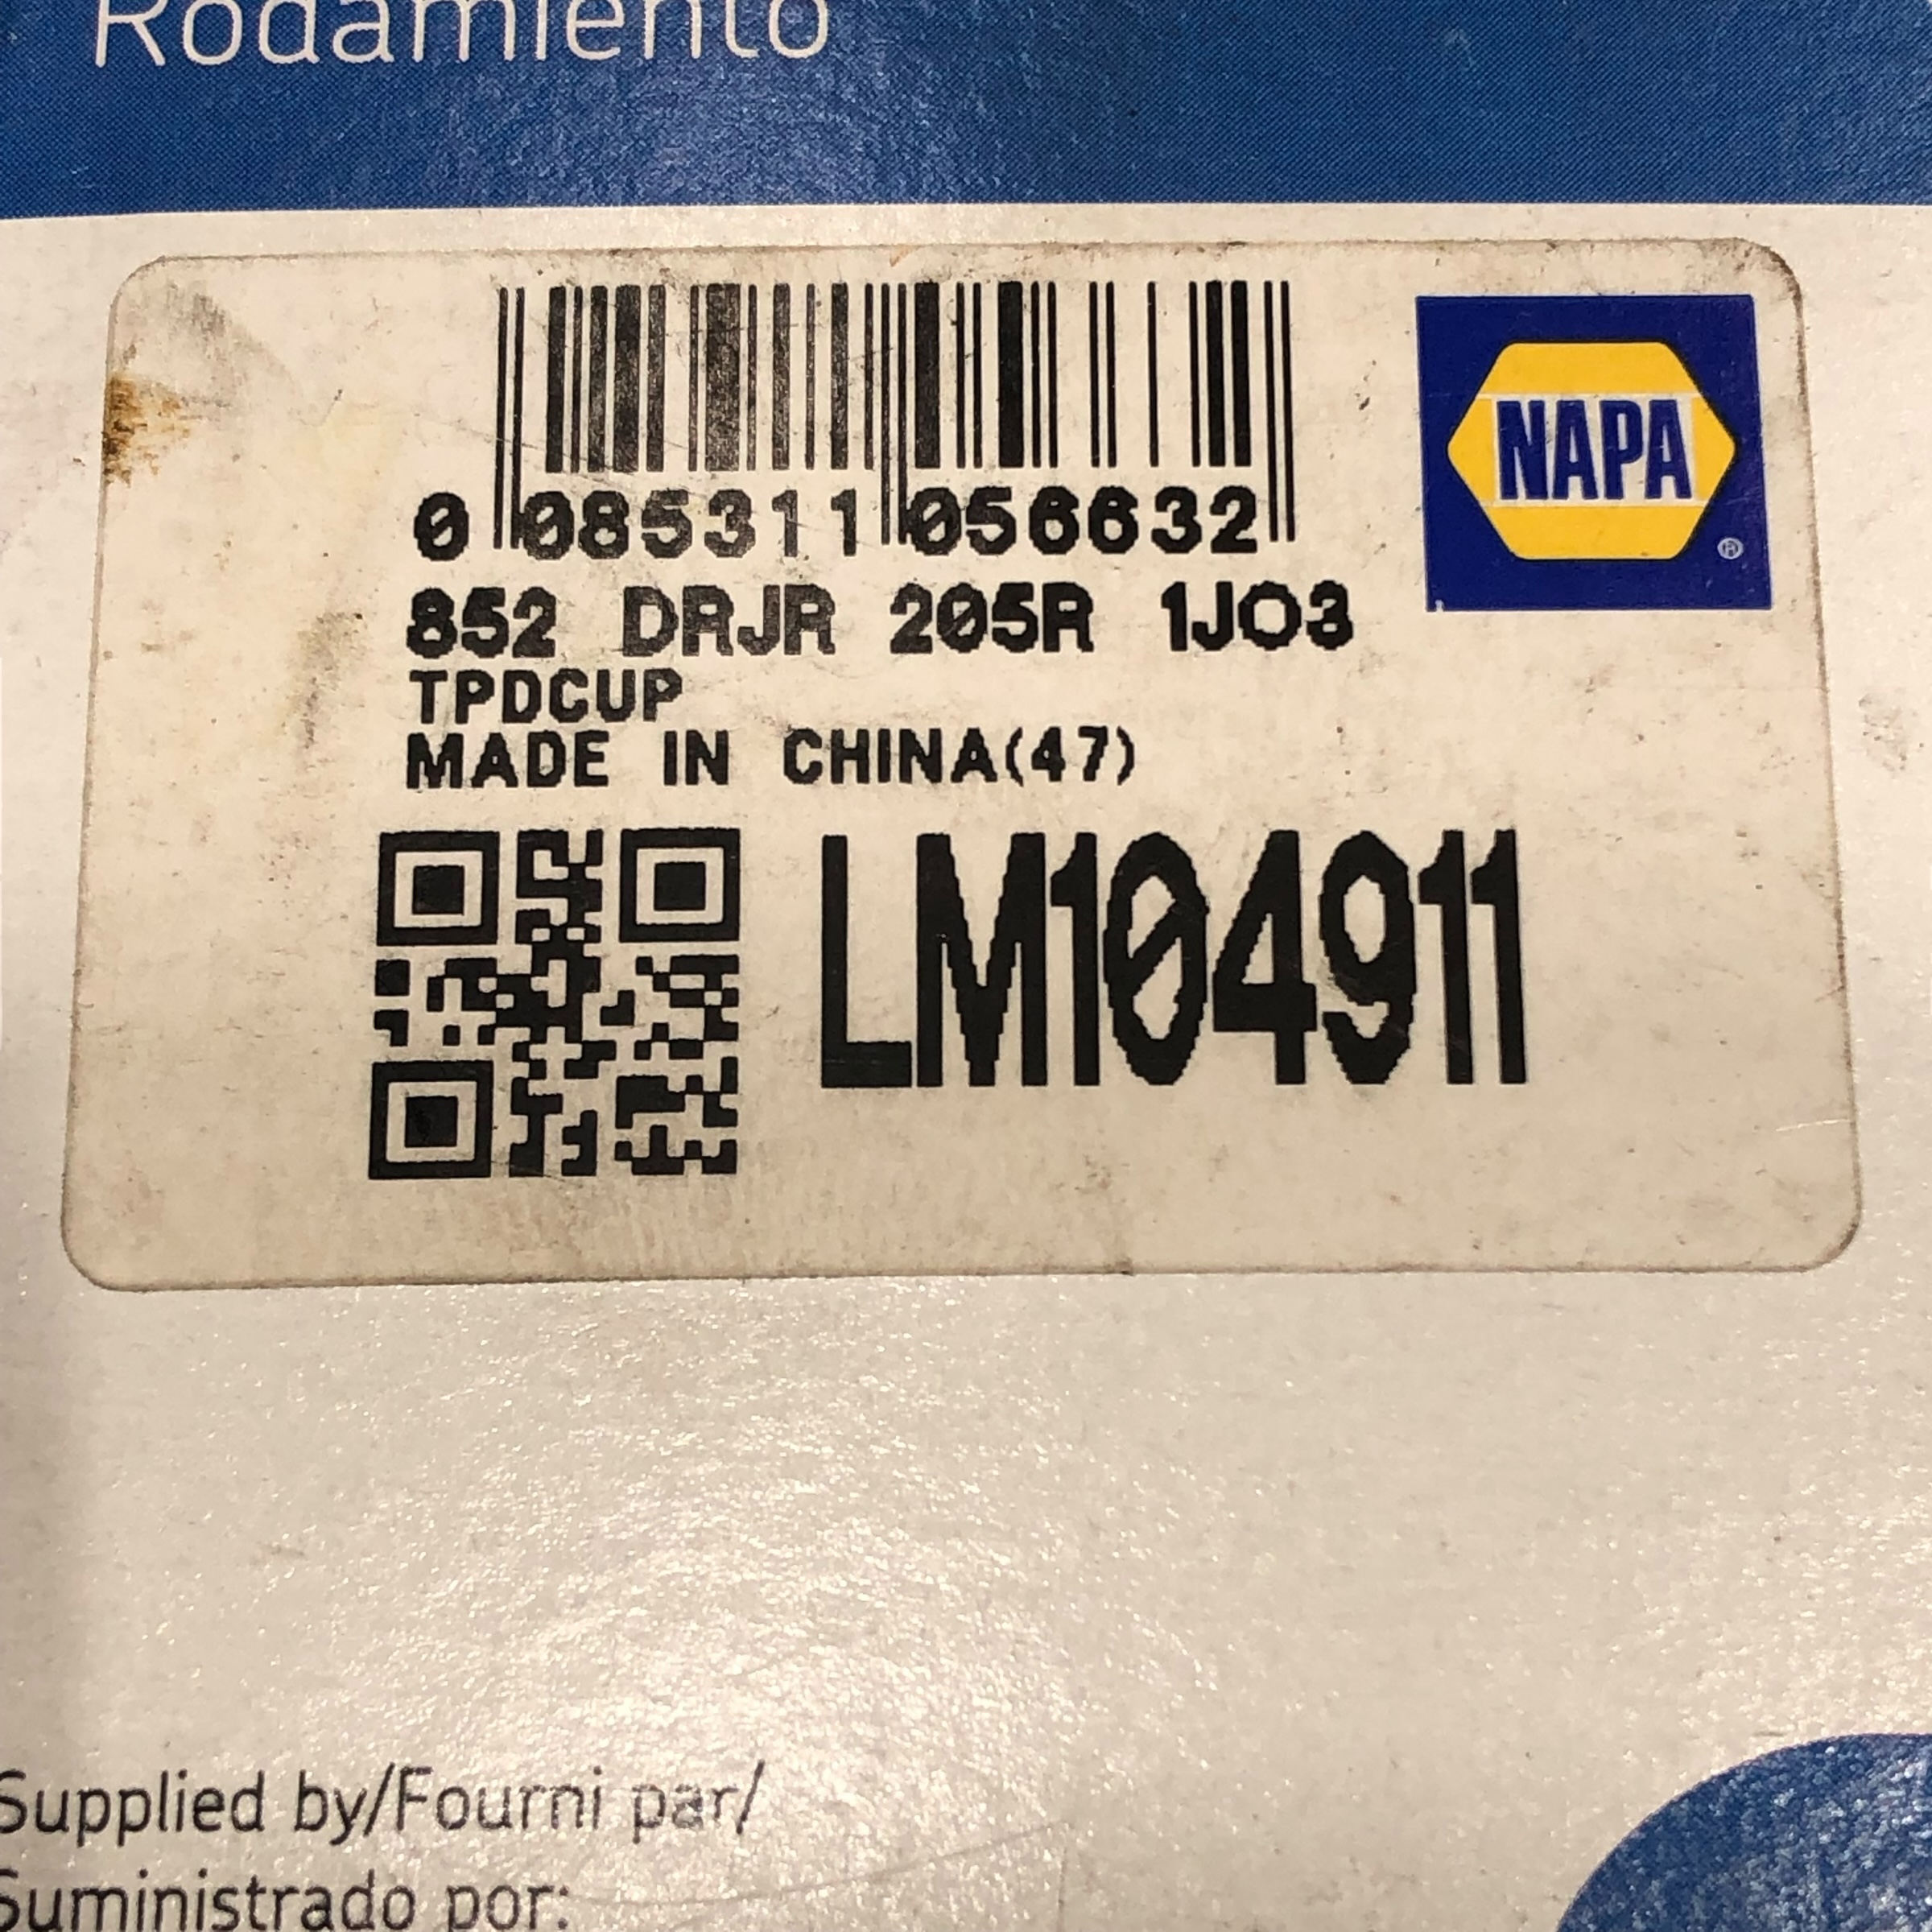 Rodamiento
NAPA
®
0 085311 056632
852 DRJR 205R 1JO3
TPDCUP
MADE IN CHINA(47)
LM104911
Supplied by/Fourni par/
Suministrado por: